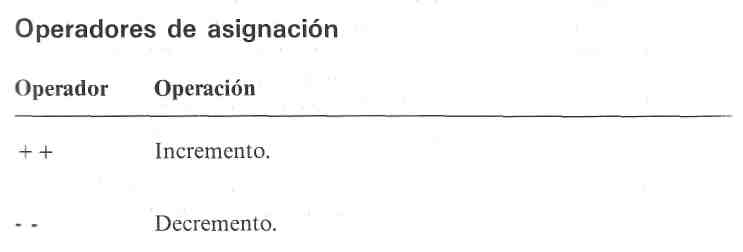 Operadores de asignación
Operador Operación
++ Incremento.
-- Decremento.